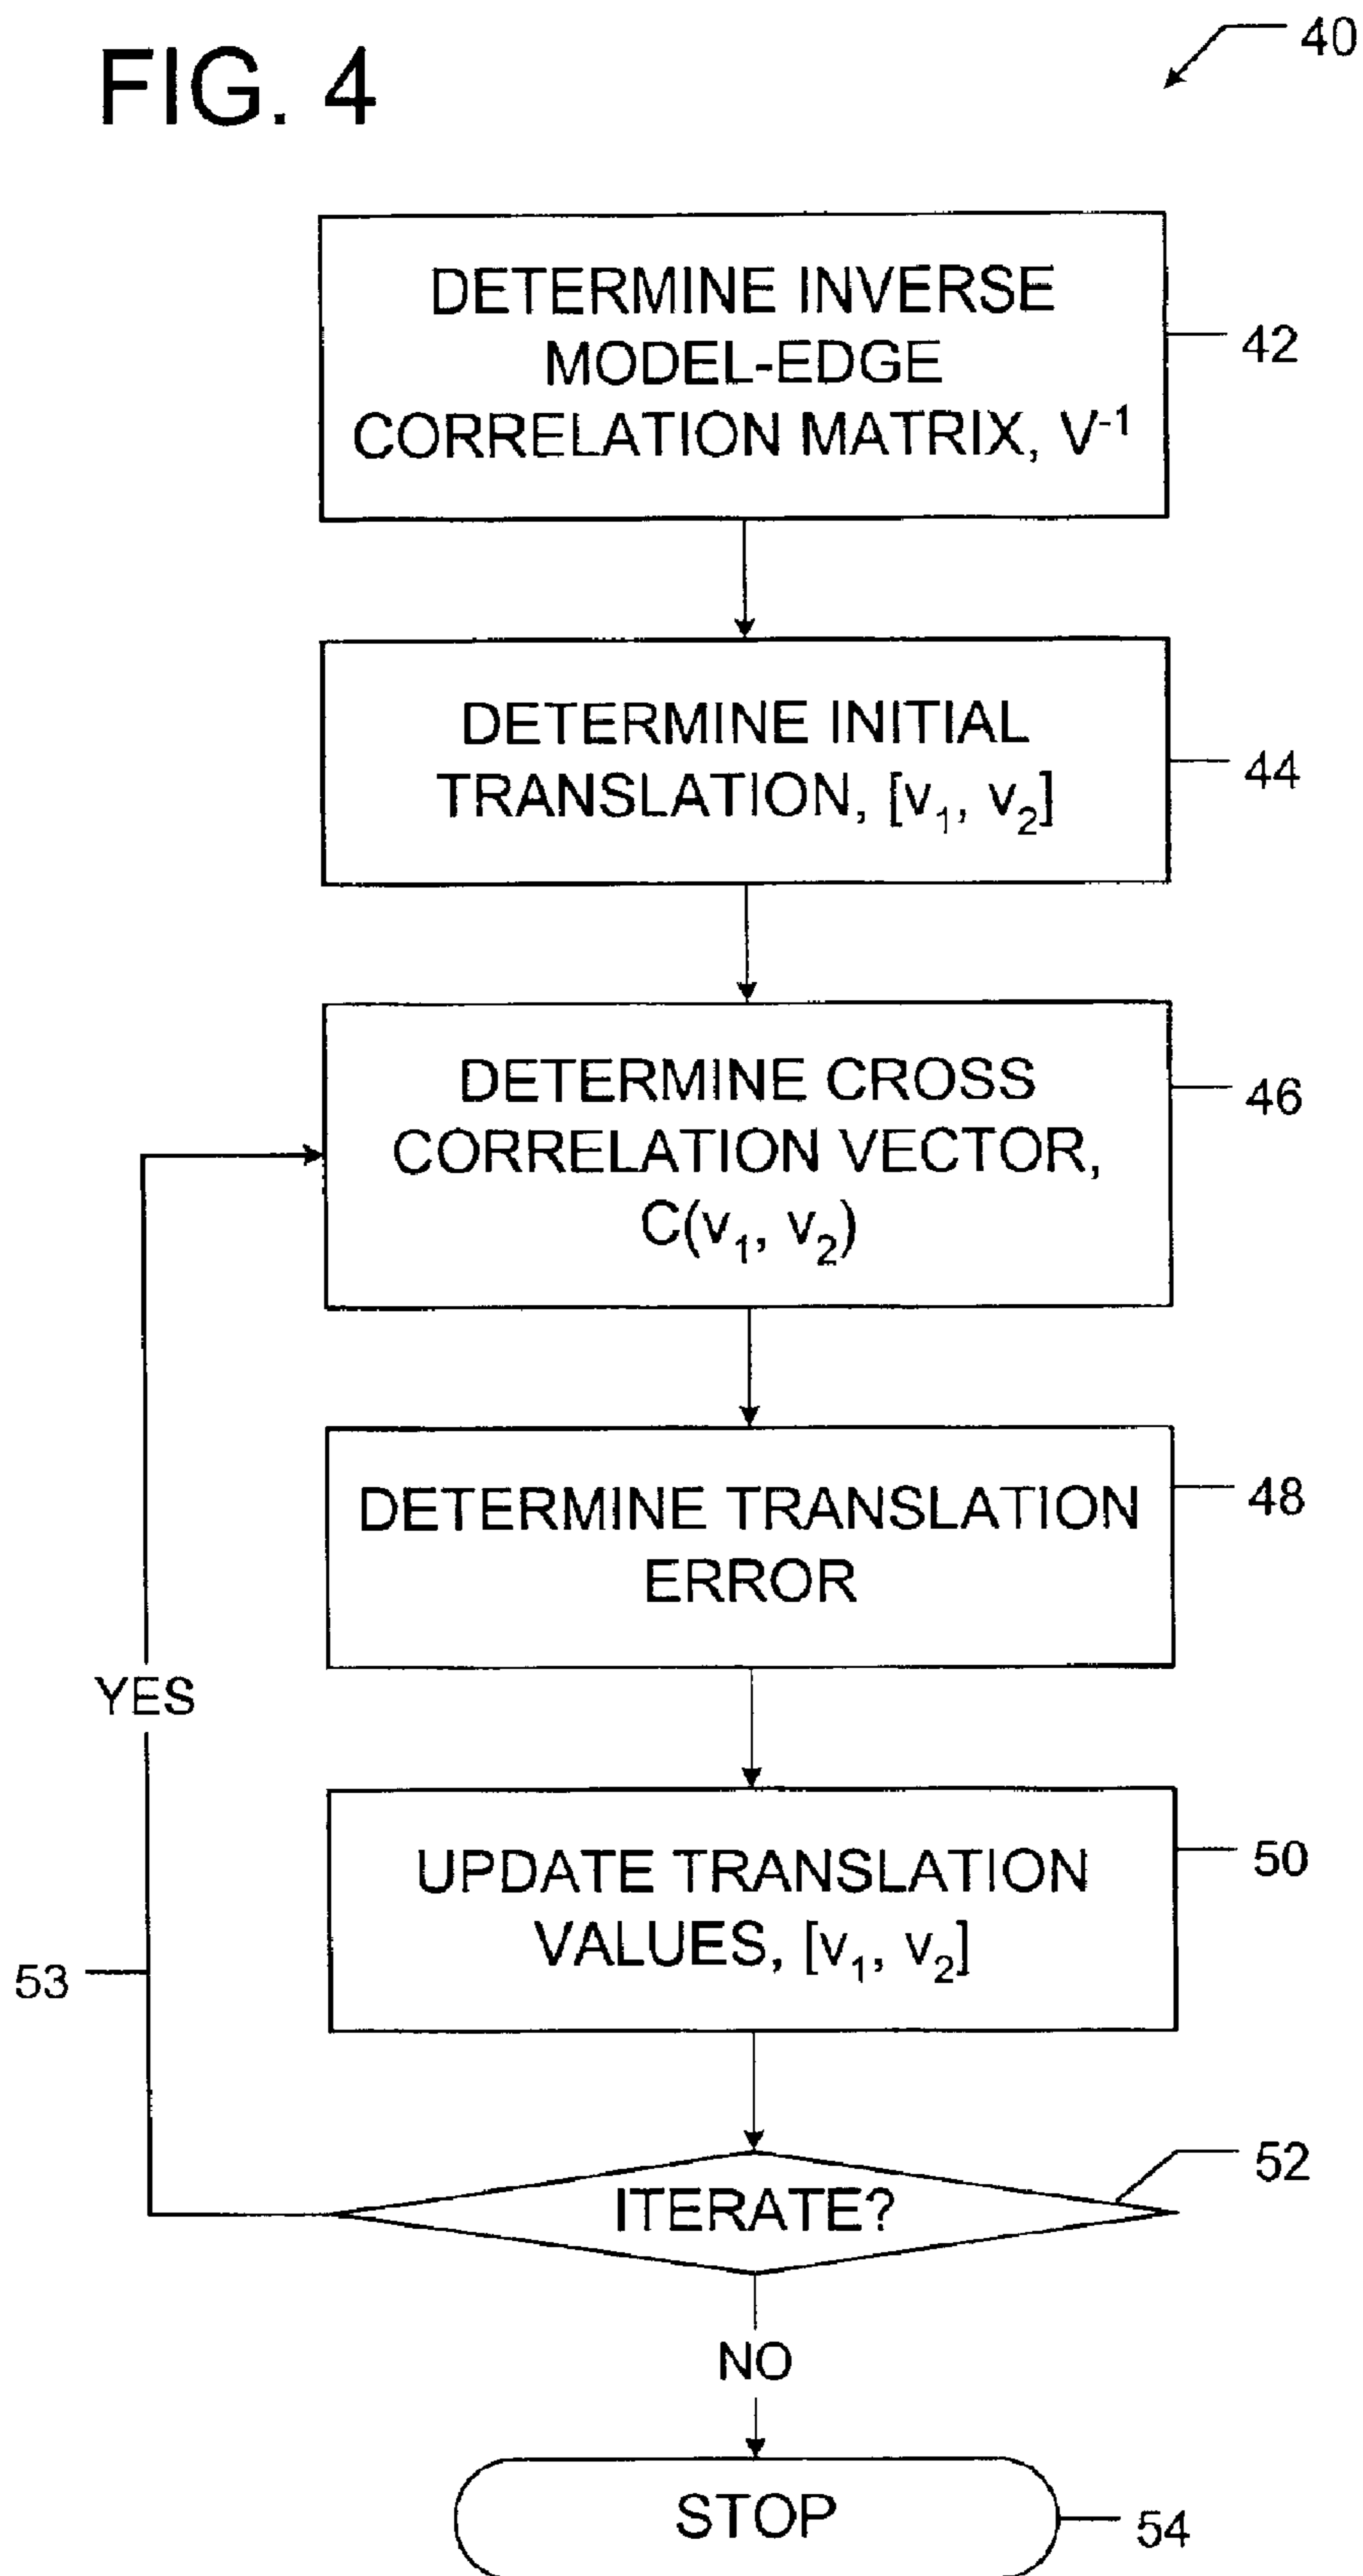 FIG. 4
40
DETERMINE INVERSE
MODEL-EDGE
CORRELATION MATRIX, V⁻¹
42
DETERMINE INITIAL
TRANSLATION, [v₁, v₂]
44
DETERMINE CROSS
CORRELATION VECTOR,
C(v₁, v₂)
46
DETERMINE TRANSLATION
ERROR
48
YES
UPDATE TRANSLATION
VALUES, [v₁, v₂]
50
53
ITERATE?
52
NO
STOP
54